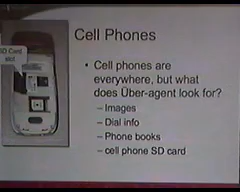 Cell Phones
SD Card
slot
• Cell phones are
everywhere, but what
does Über-agent look for?
– Images
– Dial info
– Phone books
– cell phone SD card